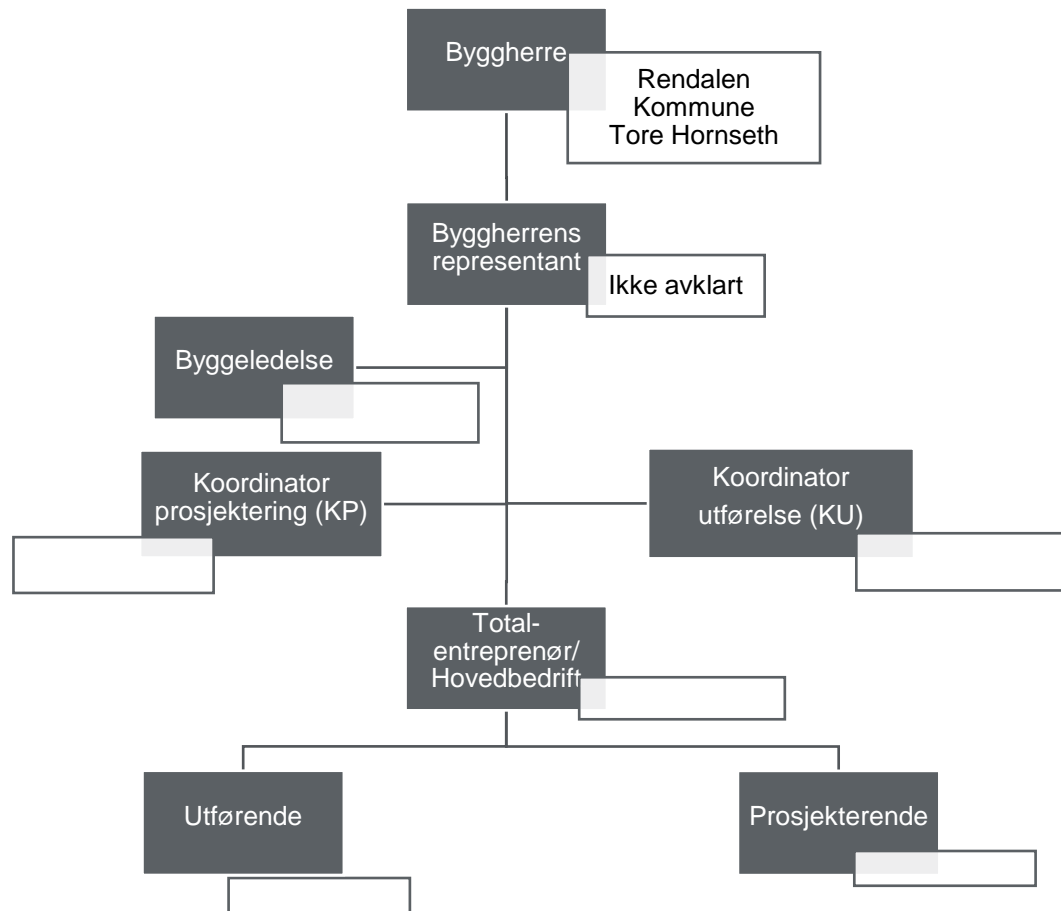 Byggherre
Rendalen
Kommune
Tore Hornseth
Byggherrens
representant
Ikke avklart
Byggeledelse
Koordinator
prosjektering (KP)
Koordinator
utførelse (KU)
Total-
entreprenør/
Hovedbedrift
Utførende
Prosjekterende